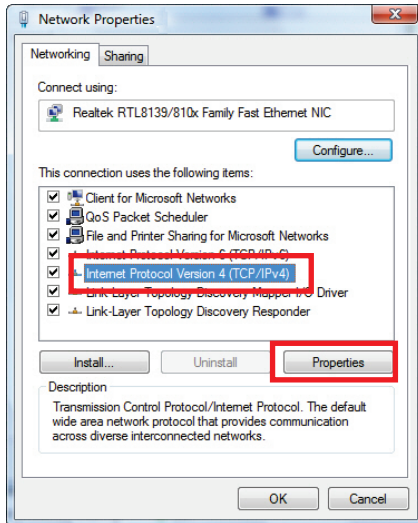 Network Properties
Networking Sharing
Connect using:
Realtek RTL8139/810x Family Fast Ethernet NIC
Configure...
This connection uses the following items:
Client for Microsoft Networks
QoS Packet Scheduler
File and Printer Sharing for Microsoft Networks
Internet Protocol Version 6 (TCP/IPv6)
Internet Protocol Version 4 (TCP/IPv4)
Link-Layer Topology Discovery Mapper I/O Driver
Link-Layer Topology Discovery Responder
Install... Uninstall Properties
Description
Transmission Control Protocol/Internet Protocol. The default
wide area network protocol that provides communication
across diverse interconnected networks.
OK Cancel